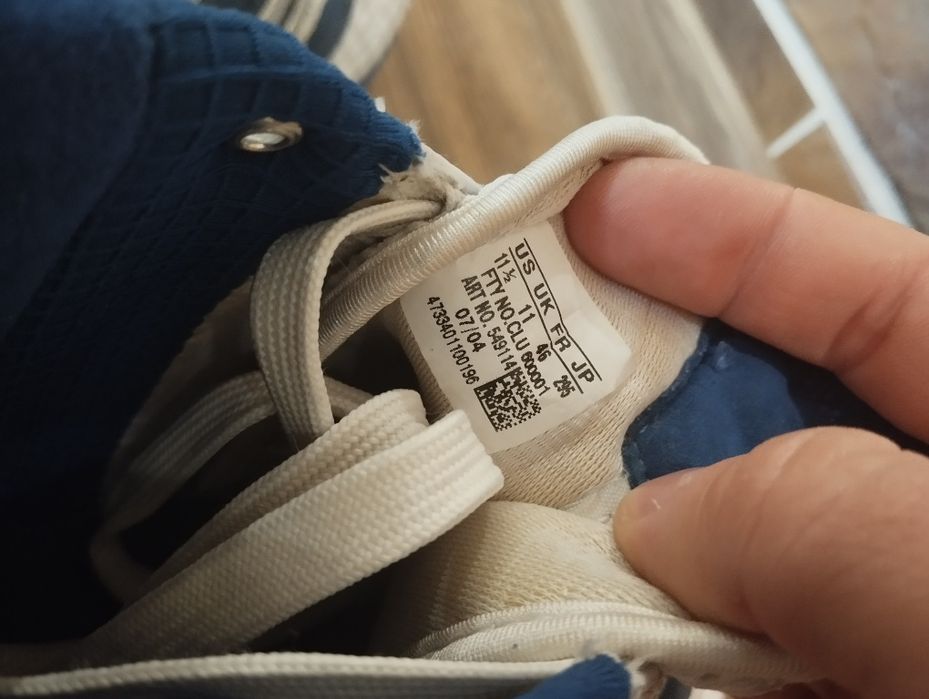 US UK FR JP
11½ 11 46 295
FTY NO.CLU 600001
ART NO. 549114
07/04
4733401100196